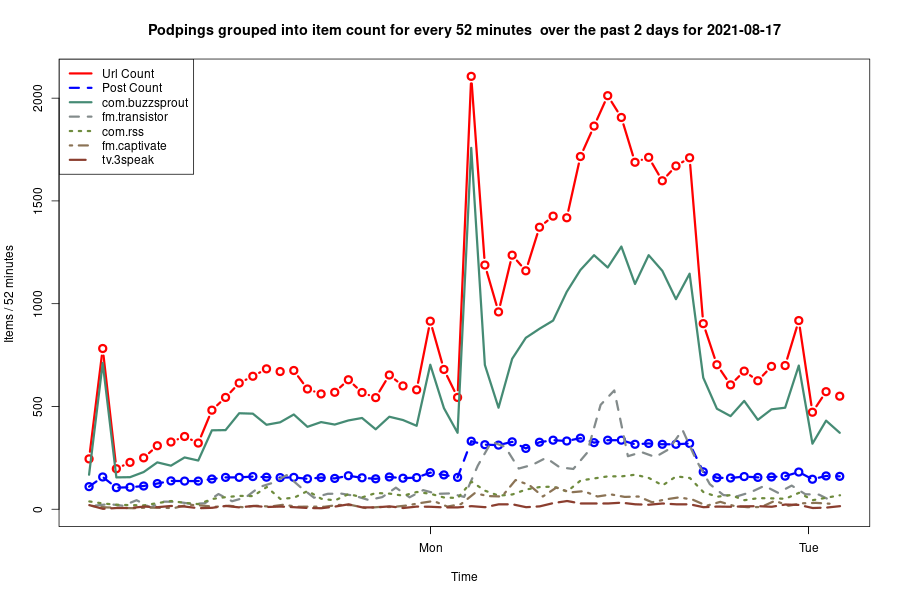 Podpings grouped into item count for every 52 minutes  over the past 2 days for 2021-08-17
Url Count
Post Count
com.buzzsprout
fm.transistor
com.rss
fm.captivate
tv.3speak
Items / 52 minutes
0
500
1000
1500
2000
Mon
Tue
Time